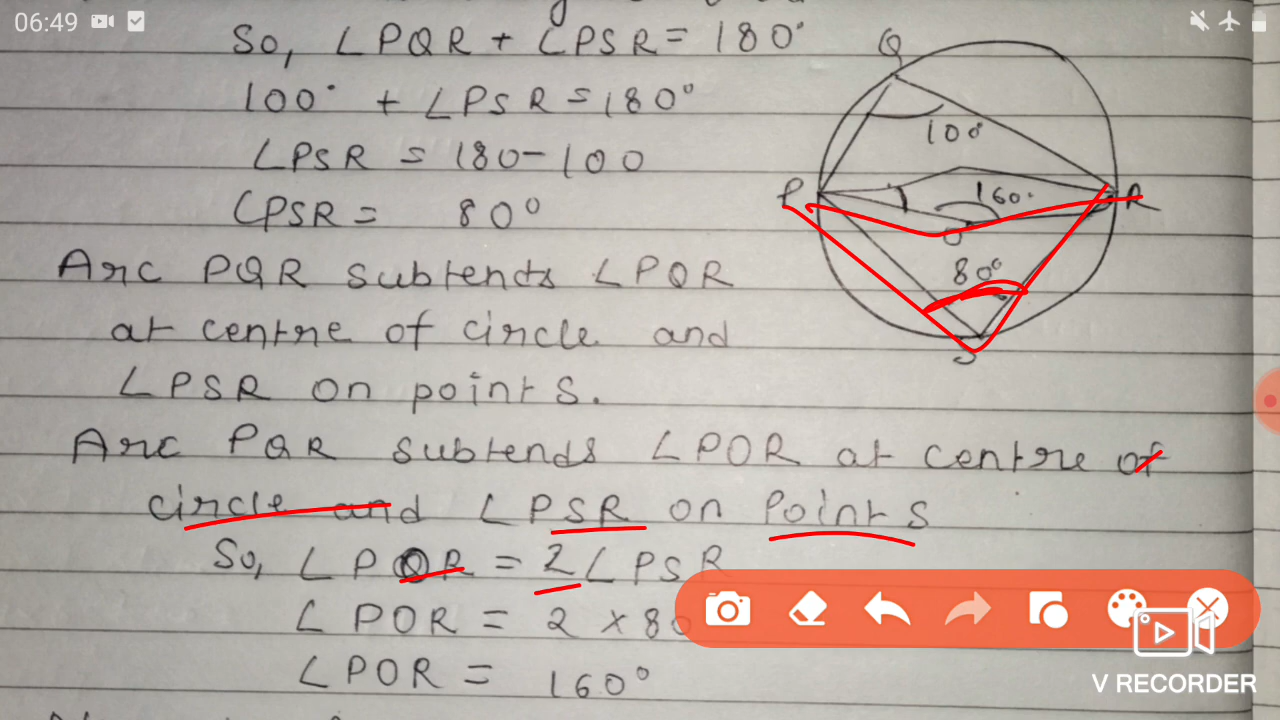 06:49
So, ∠PQR + ∠PSR = 180°
100° + ∠PSR = 180°
∠PSR = 180-100
∠PSR = 80°
Arc PQR subtends ∠PQR
at centre of circle and
∠PSR on points.
Arc PQR subtends ∠POR at centre of
circle and ∠PSR on Points
So, ∠POR = 2∠PSR
∠POR = 2 × 80
∠POR = 160°
Q
100°
P
160°
R
O
80°
S
V RECORDER